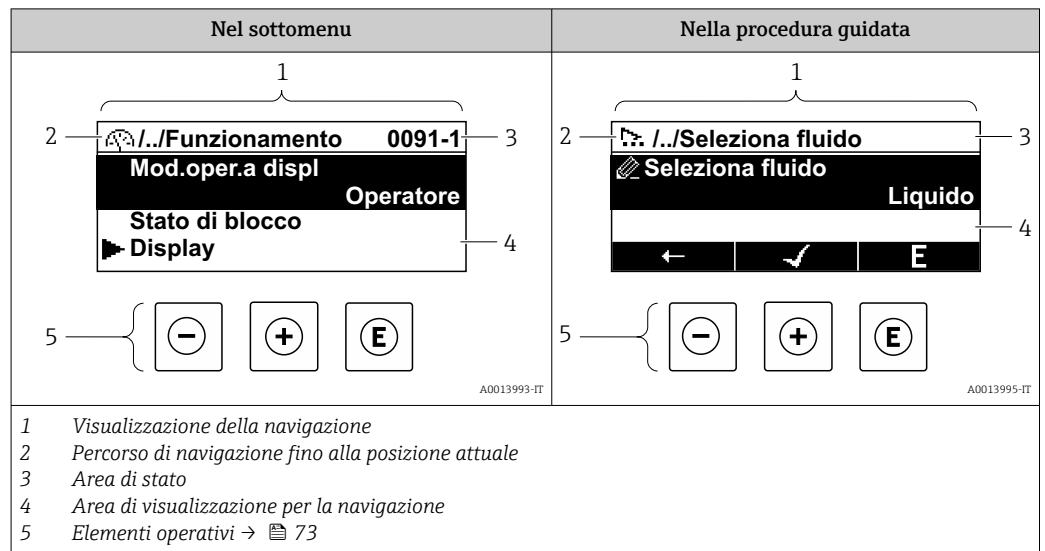 Nel sottomenu
Nella procedura guidata
1
2
/../Funzionamento 0091-1
3
Mod.oper.a displ
Operatore
Stato di blocco
Display
4
5
- + E
A0013993-IT
1
2
/../Seleziona fluido
3
Seleziona fluido
Liquido
4
← ✓ E
5
- + E
A0013995-IT
1 Visualizzazione della navigazione
2 Percorso di navigazione fino alla posizione attuale
3 Area di stato
4 Area di visualizzazione per la navigazione
5 Elementi operativi → 73